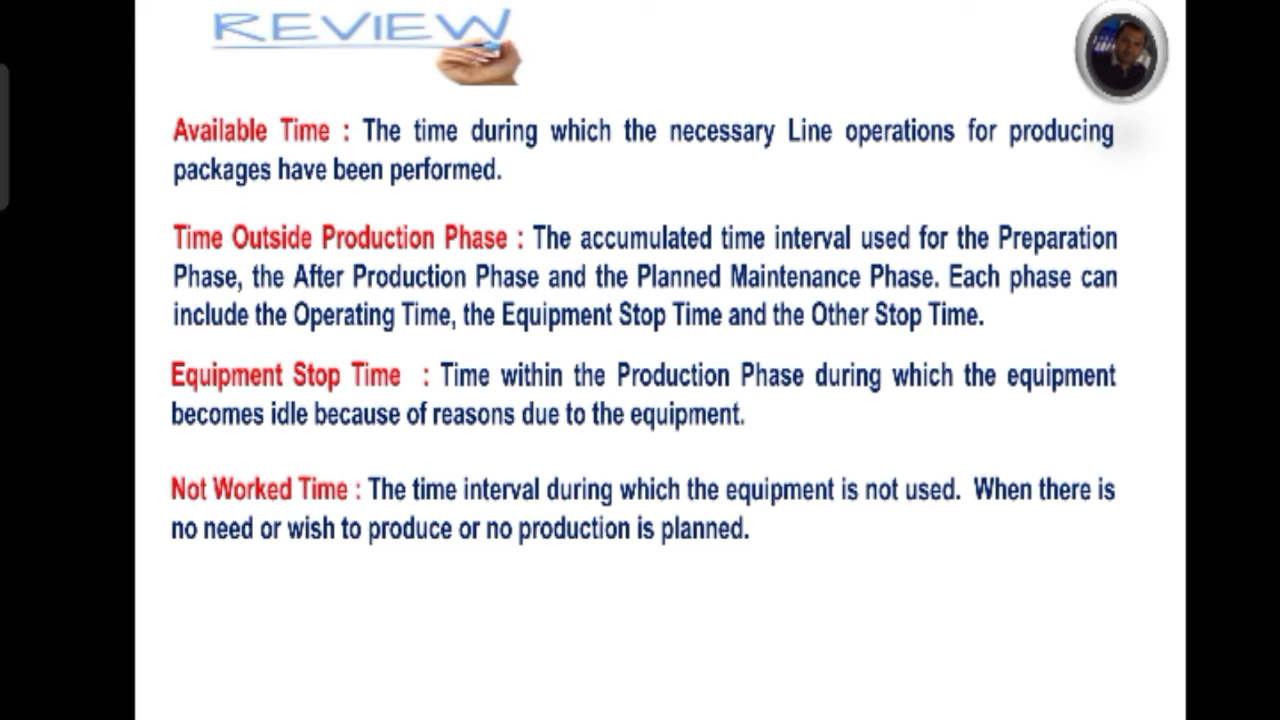 REVIEW
Available Time : The time during which the necessary Line operations for producing
packages have been performed.
Time Outside Production Phase : The accumulated time interval used for the Preparation
Phase, the After Production Phase and the Planned Maintenance Phase. Each phase can
include the Operating Time, the Equipment Stop Time and the Other Stop Time.
Equipment Stop Time : Time within the Production Phase during which the equipment
becomes idle because of reasons due to the equipment.
Not Worked Time : The time interval during which the equipment is not used. When there is
no need or wish to produce or no production is planned.